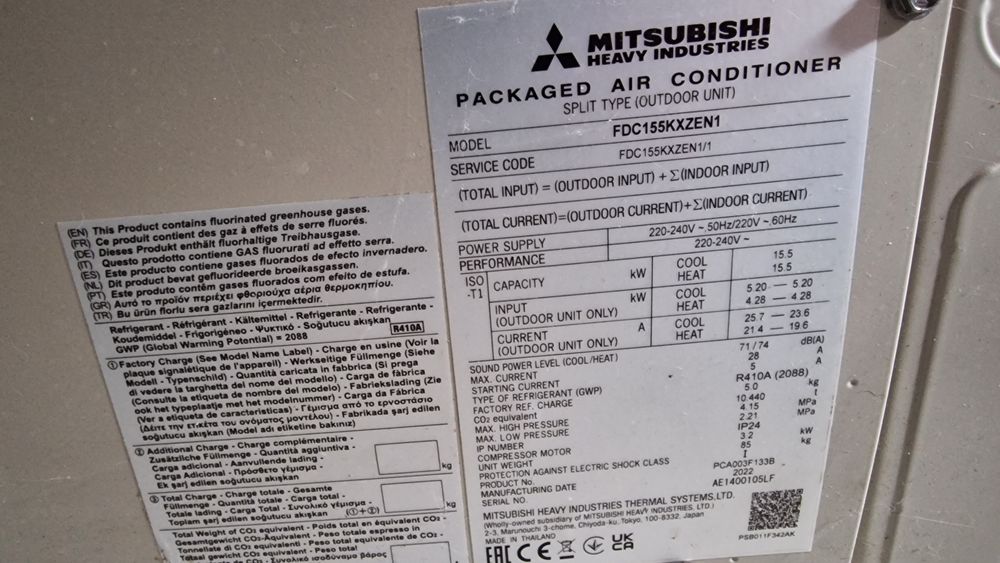 MITSUBISHI
HEAVY INDUSTRIES
PACKAGED AIR CONDITIONER
SPLIT TYPE (OUTDOOR UNIT)
MODEL FDC155KXZEN1
SERVICE CODE FDC155KXZEN1/1
(TOTAL INPUT) = (OUTDOOR INPUT) + Σ(INDOOR INPUT)
(TOTAL CURRENT)=(OUTDOOR CURRENT)+Σ(INDOOR CURRENT)
POWER SUPPLY 220-240V ~ 50Hz/220V ~ 60Hz
PERFORMANCE 220-240V ~
ISO -T1 CAPACITY kW COOL 15.5
HEAT 15.5
INPUT (OUTDOOR UNIT ONLY) kW COOL 5.20 — 5.20
HEAT 4.28 — 4.28
CURRENT (OUTDOOR UNIT ONLY) A COOL 25.7 — 23.6
HEAT 21.4 — 19.6
SOUND POWER LEVEL (COOL/HEAT) 71/74 dB(A)
MAX. CURRENT 28 A
STARTING CURRENT 5 A
TYPE OF REFRIGERANT (GWP) R410A (2088)
FACTORY REF. CHARGE 5.0 kg
CO2 equivalent 10.440 t
MAX. HIGH PRESSURE 4.15 MPa
MAX. LOW PRESSURE 2.21 MPa
IP NUMBER IP24
COMPRESSOR MOTOR 3.2 kW
UNIT WEIGHT 85 kg
PROTECTION AGAINST ELECTRIC SHOCK CLASS I
PRODUCT No. PCA003F133B
MANUFACTURING DATE 2022
SERIAL NO. AE1400105LF
MITSUBISHI HEAVY INDUSTRIES THERMAL SYSTEMS,LTD.
(Wholly-owned subsidiary of MITSUBISHI HEAVY INDUSTRIES, LTD.)
2-3, Marunouchi 3-chome, Chiyoda-ku, Tokyo, 100-8332, Japan
MADE IN THAILAND
EAC CE UK CA
PSB011F342AK
(EN) This Product contains fluorinated greenhouse gases.
(FR) Ce produit contient des gaz à effets de serre fluorés.
(DE) Dieses Produkt enthält fluorhaltige Treibhausgase.
(IT) Questo prodotto contiene GAS fluorurati ad effetto serra.
(ES) Este producto contiene gases fluorados de efecto invernadero.
(NL) Dit product bevat gefluorideerde broeikasgassen.
(PT) Este produto contêm gases fluorados com efeito de estufa.
(GR) Αυτό το προϊόν περιέχει φθοριούχα αέρια θερμοκηπίου.
(TR) Bu ürün florlu sera gazlarını içermektedir.
Refrigerant - Réfrigérant - Kältemittel - Refrigerante - Refrigerante -
Koudemiddel - Frigorigéneo - Ψυκτικό - Soğutucu akışkan R410A
GWP (Global Warming Potential) = 2088
① Factory Charge (See Model Name Label) - Charge en usine (Voir la
plaque signalétique de l'appareil) - Werkseitige Füllmenge (Siehe
Modell - Typenschild) - Quantità caricata in fabbrica (Si prega
di vedere la targhetta del nome del modello) - Carga de fábrica
(Consulte la etiqueta de nombre del modelo) - Fabriekslading (Zie
ook het typeplaatje met het modelnummer) - Carga da Fabrica
(Ver a etiqueta de características) - Γέμισμα από το εργοστάσιο
(Δείτε την ετικέτα του ονόματος μοντέλου) - Fabrikada şarj edilen
soğutucu akışkan (Model adı etiketine bakınız)
② Additional Charge - Charge complémentaire -
Zusätzliche Füllmenge - Quantità aggiuntiva -
Carga adicional - Aanvullende lading -
Carga Adicional - Πρόσθετο γέμισμα -
Ek şarj edilen soğutucu akışkan kg
③ Total Charge - Charge totale - Gesamte
Füllmenge - Quantità totale - Carga total -
Totale lading - Carga Total - Συνολικό γέμισμα -
Toplam şarj edilen soğutucu akışkan (①+②) kg
Total Weight of CO2 equivalent - Poids total en équivalent CO2 -
Gesamtgewicht CO2-Äquivalent - Peso totale espresso in
Tonnellate di CO2 equivalenti - Peso total equivalente de CO2 -
Totaal gewicht CO2 equivalent - Peso total